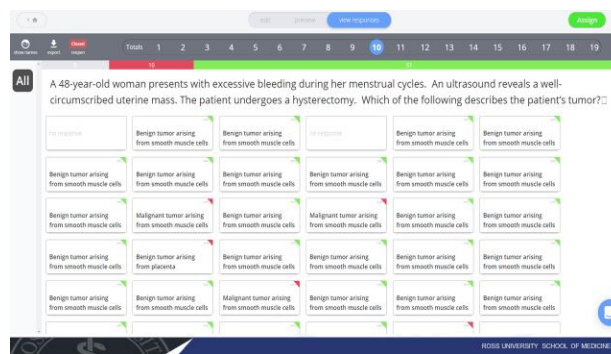 edit preview view responses Assign
show names export Closed reopen Totals 1 2 3 4 5 6 7 8 9 10 11 12 13 14 15 16 17 18 19
10
All
A 48-year-old woman presents with excessive bleeding during her menstrual cycles. An ultrasound reveals a well-
circumscribed uterine mass. The patient undergoes a hysterectomy. Which of the following describes the patient's tumor?
no response
Benign tumor arising
from smooth muscle cells
Benign tumor arising
from smooth muscle cells
no response
Benign tumor arising
from smooth muscle cells
Benign tumor arising
from smooth muscle cells
Benign tumor arising
from smooth muscle cells
Benign tumor arising
from smooth muscle cells
Benign tumor arising
from smooth muscle cells
Benign tumor arising
from smooth muscle cells
Benign tumor arising
from smooth muscle cells
Benign tumor arising
from smooth muscle cells
Benign tumor arising
from smooth muscle cells
Malignant tumor arising
from smooth muscle cells
Benign tumor arising
from smooth muscle cells
Malignant tumor arising
from smooth muscle cells
Benign tumor arising
from smooth muscle cells
Benign tumor arising
from smooth muscle cells
Benign tumor arising
from smooth muscle cells
Benign tumor arising
from placenta
Benign tumor arising
from smooth muscle cells
Benign tumor arising
from smooth muscle cells
Benign tumor arising
from smooth muscle cells
Benign tumor arising
from smooth muscle cells
Benign tumor arising
from smooth muscle cells
Benign tumor arising
from smooth muscle cells
Malignant tumor arising
from smooth muscle cells
Benign tumor arising
from smooth muscle cells
Benign tumor arising
from smooth muscle cells
Benign tumor arising
from smooth muscle cells
ROSS UNIVERSITY SCHOOL OF MEDICINE